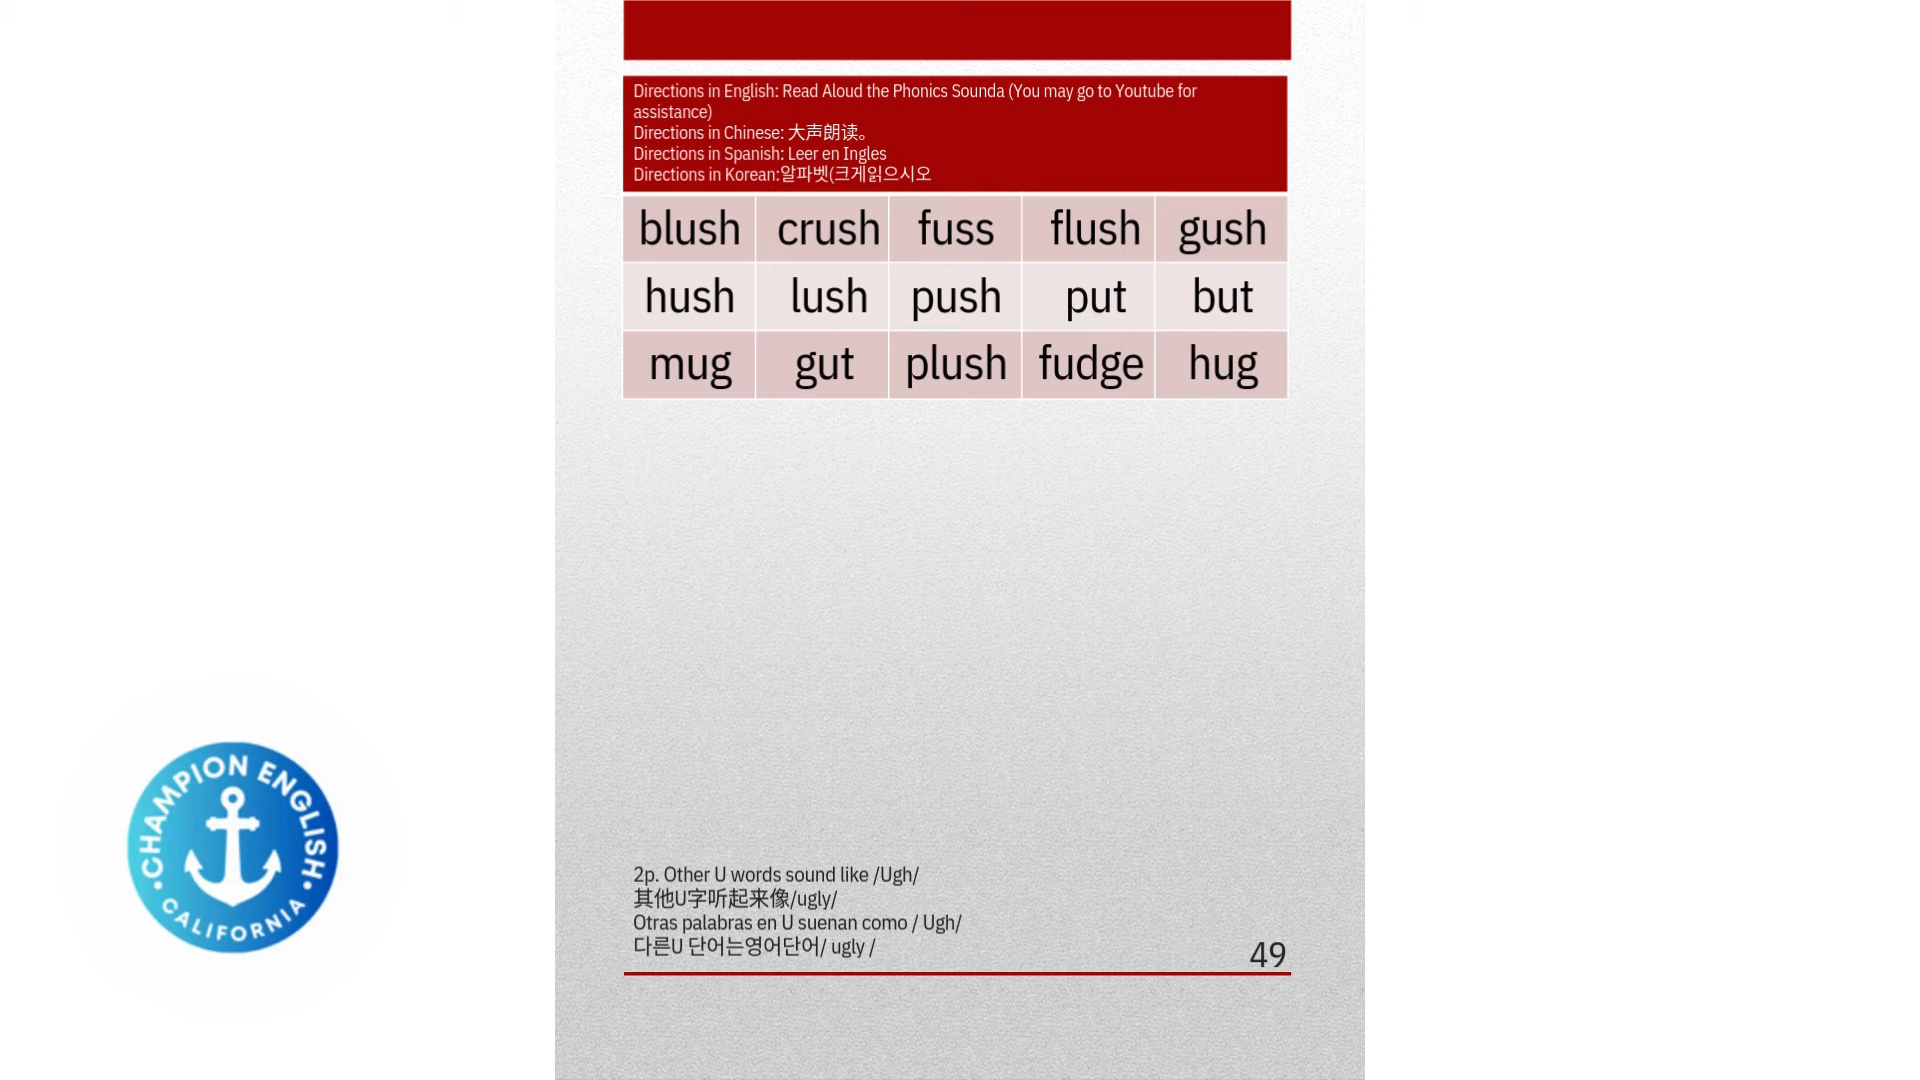 Directions in English: Read Aloud the Phonics Sounda (You may go to Youtube for
assistance)
Directions in Chinese: 大声朗读。
Directions in Spanish: Leer en Ingles
Directions in Korean:알파벳(크게읽으시오
blush crush fuss flush gush
hush lush push put but
mug gut plush fudge hug
CHAMPION ENGLISH
CALIFORNIA
2p. Other U words sound like /Ugh/
其他U字听起来像/ugly/
Otras palabras en U suenan como / Ugh/
다른U 단어는영어단어/ ugly /
49